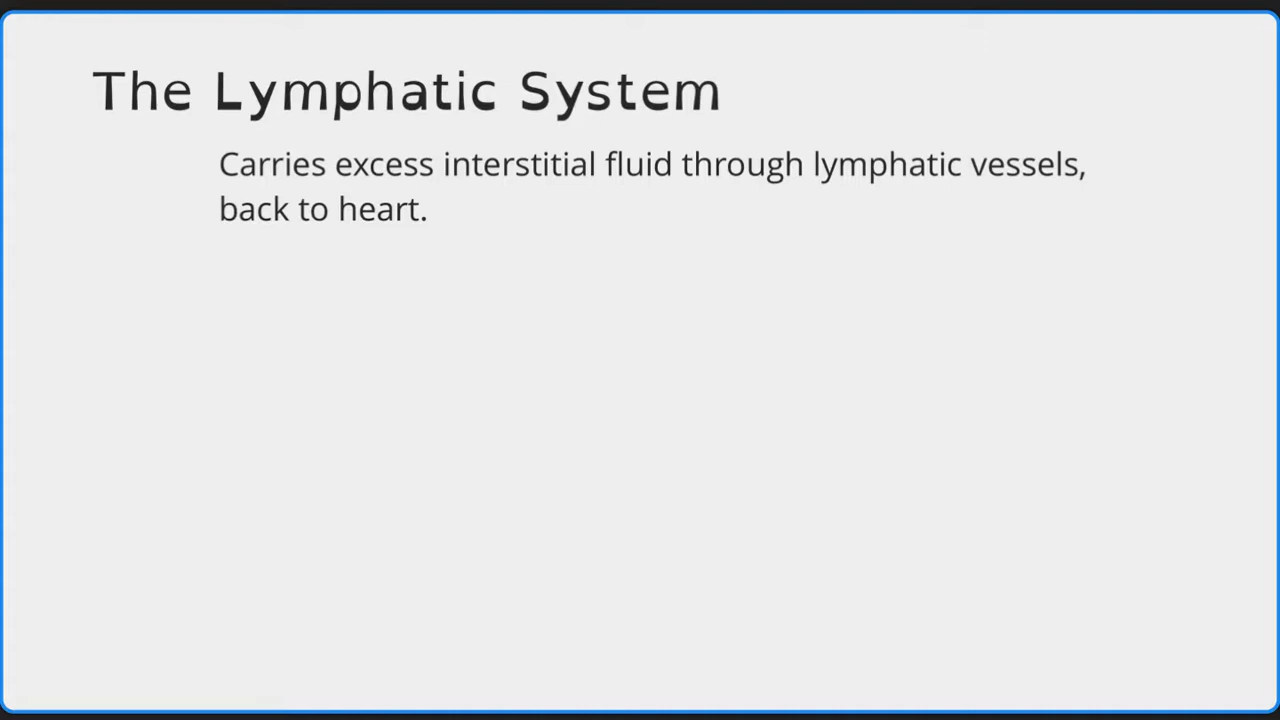 The Lymphatic System
Carries excess interstitial fluid through lymphatic vessels,
back to heart.